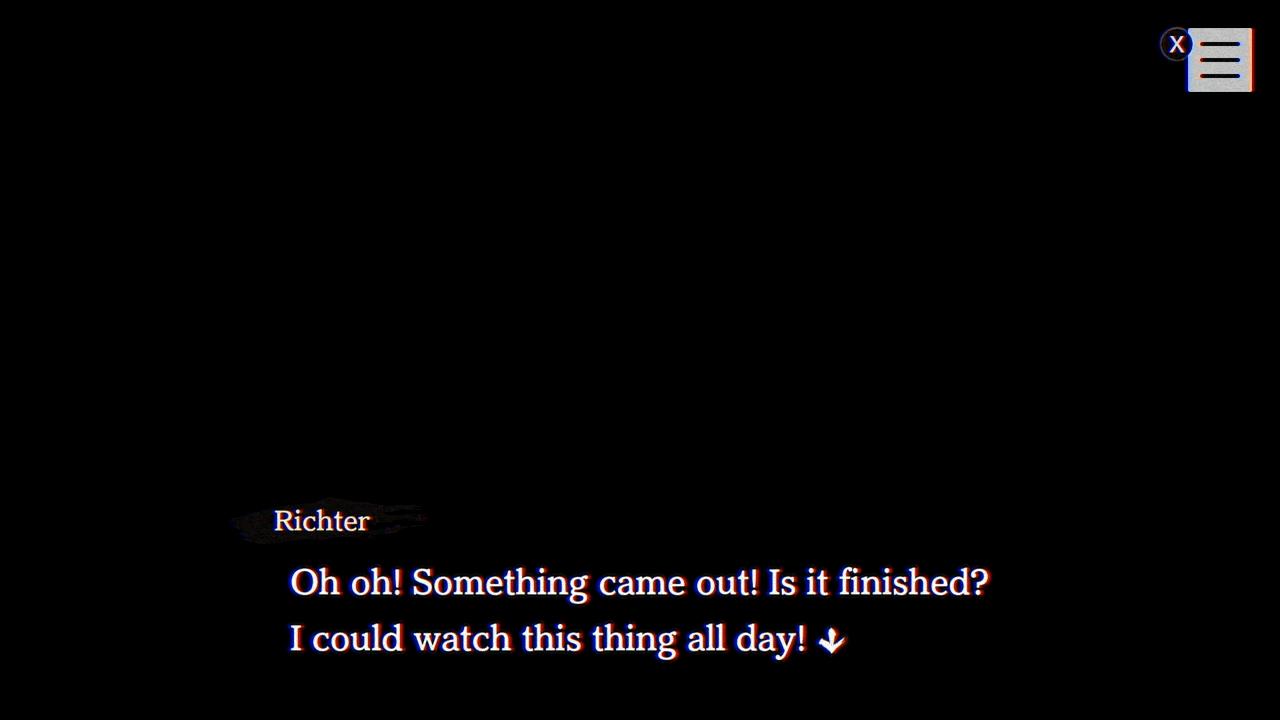 X
Richter
Oh oh! Something came out! Is it finished?
I could watch this thing all day!